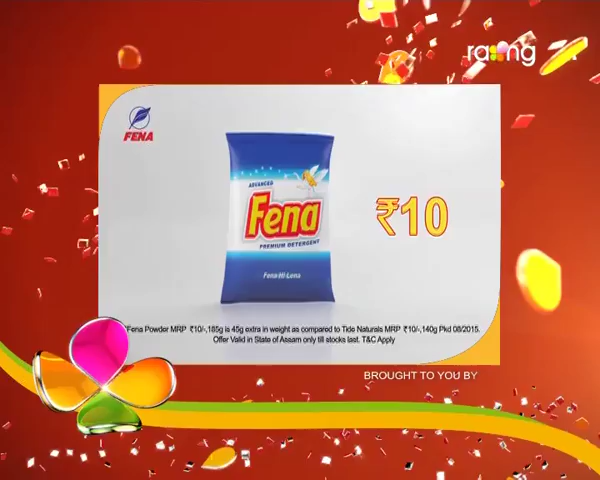 rang
FENA
ADVANCED
Fena
PREMIUM DETERGENT
Fena Hi Lena
₹10
*Fena Powder MRP ₹10/-,185g is 45g extra in weight as compared to Tide Naturals MRP ₹10/-,140g Pkd 08/2015.
Offer Valid in State of Assam only till stocks last. T&C Apply
BROUGHT TO YOU BY